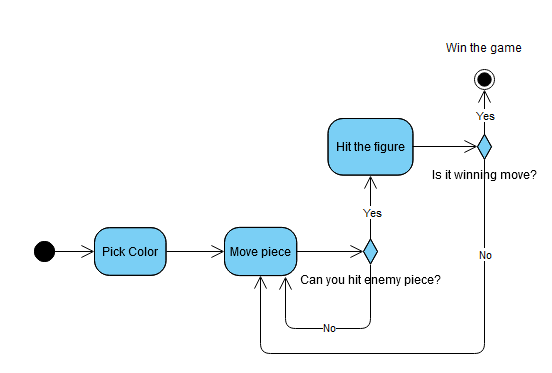 Win the game
Yes
Hit the figure
Is it winning move?
Yes
Pick Color
Move piece
No
Can you hit enemy piece?
No